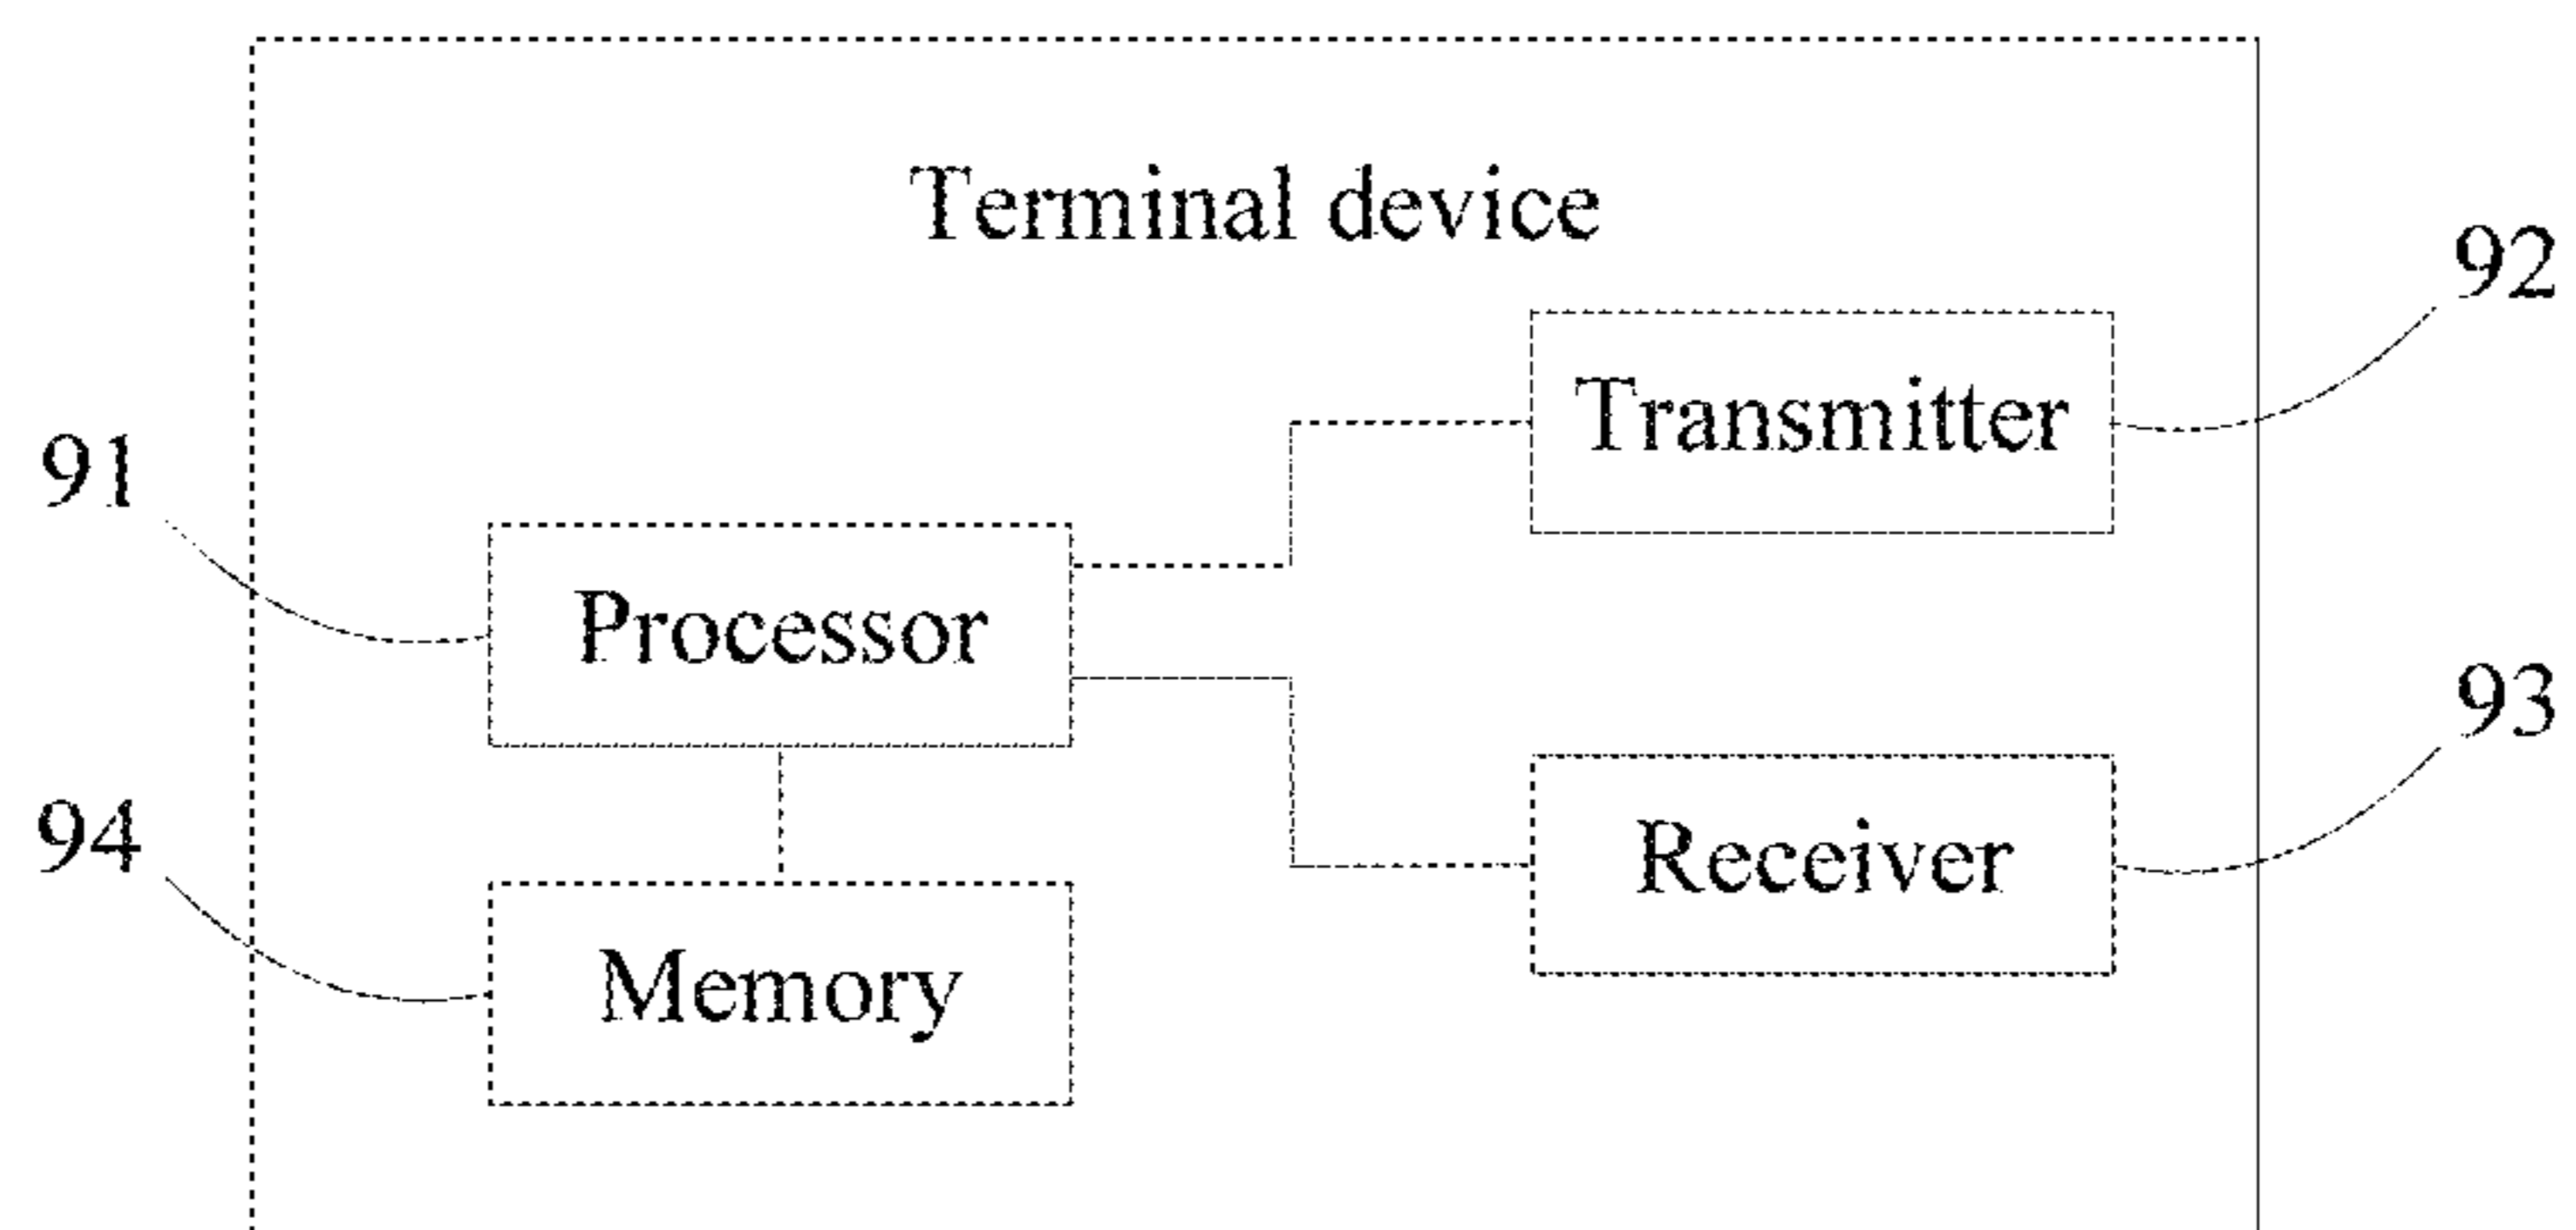 Terminal device
92
Transmitter
91
Processor
93
Receiver
94
Memory